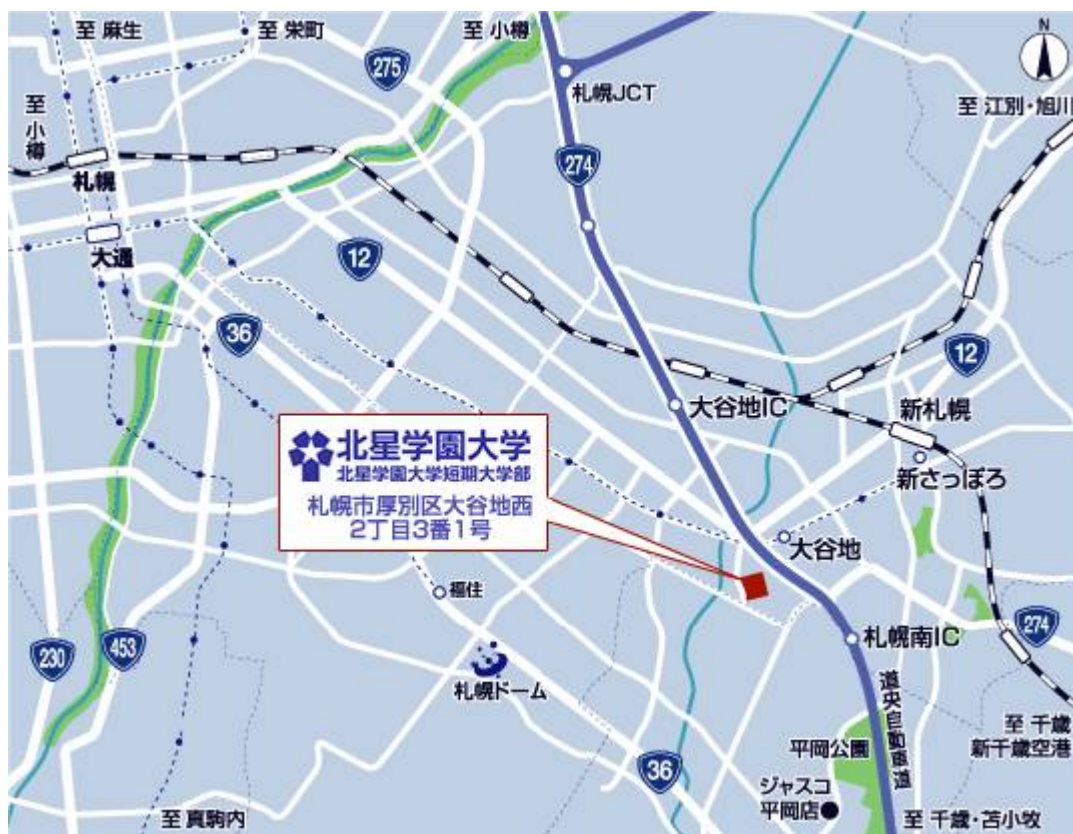 至 麻生
至 栄町
至 小樽
N
275
札幌JCT
至 小樽
至 江別・旭川
札幌
274
大通
12
36
12
大谷地IC
新札幌
北星学園大学
北星学園大学短期大学部
札幌市厚別区大谷地西
2丁目3番1号
新さっぽろ
大谷地
福住
274
札幌南IC
453
230
札幌ドーム
道央自動車道
至 千歳
新千歳空港
平岡公園
36
ジャスコ
平岡店
至 真駒内
至 千歳・苫小牧